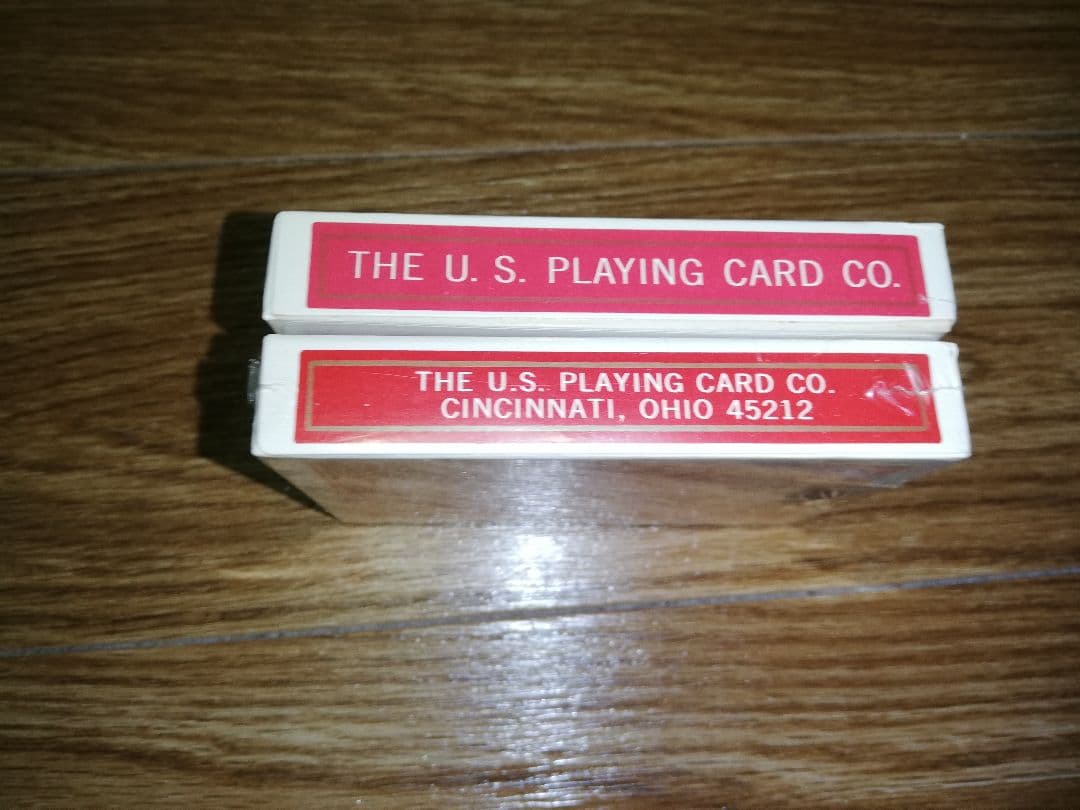 THE U. S. PLAYING CARD CO.
THE U.S. PLAYING CARD CO.
CINCINNATI, OHIO 45212